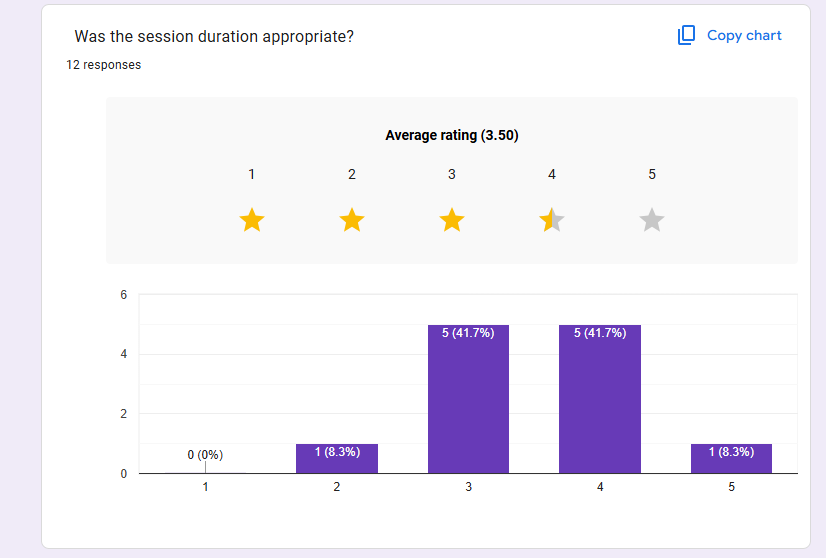 Was the session duration appropriate?
Copy chart
12 responses
Average rating (3.50)
1 2 3 4 5
6
5 (41.7%) 5 (41.7%)
4
2
0 (0%) 1 (8.3%) 1 (8.3%)
0
1 2 3 4 5